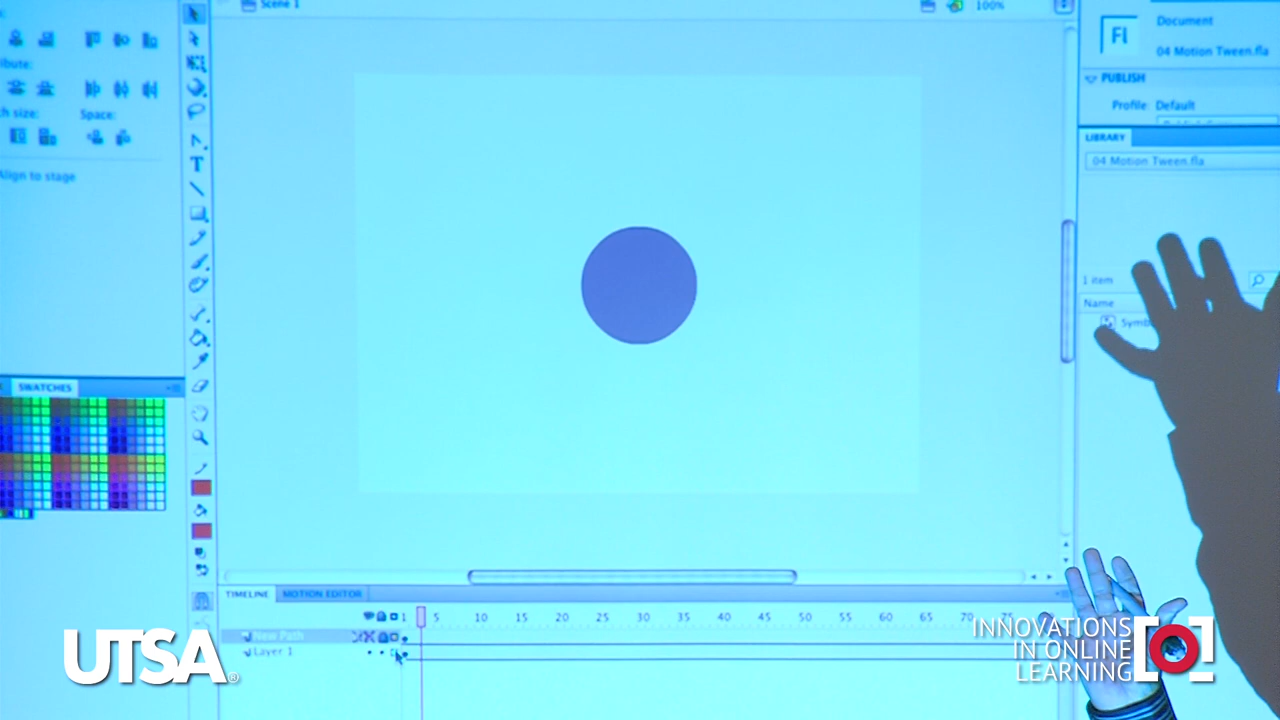 Scene 1
100%
Fl
Document
04 Motion Tween.fla
PUBLISH
Profile: Default
LIBRARY
04 Motion Tween.fla
1 item
Name
Space:
Align to stage
T
SWATCHES
TIMELINE
MOTION EDITOR
1 5 10 15 20 25 30 35 40 45 50 55 60 65 70 75
New Path
Layer 1
UTSA®
INNOVATIONS
IN ONLINE
LEARNING